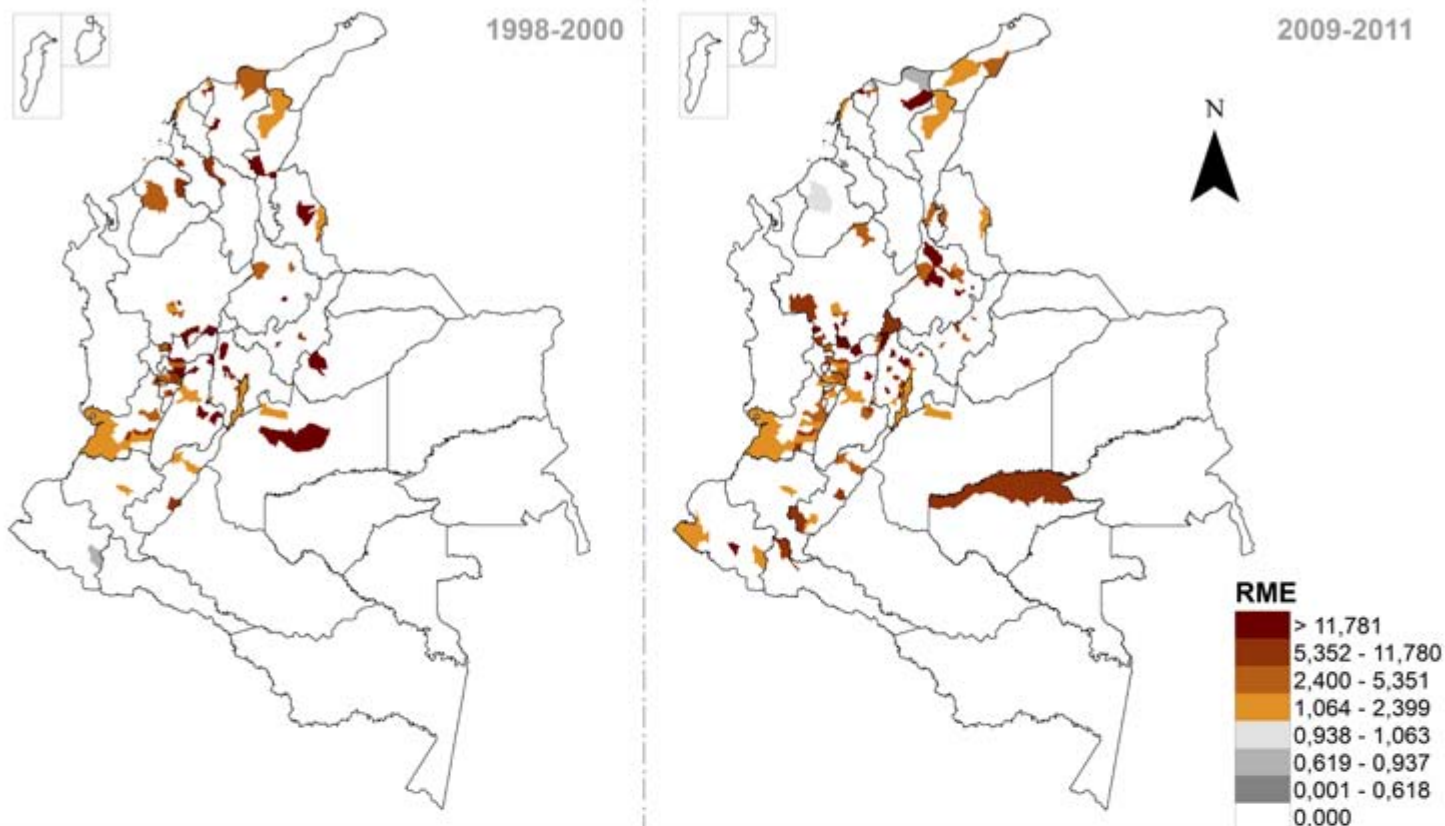 1998-2000
2009-2011
N
RME
> 11,781
5,352 - 11,780
2,400 - 5,351
1,064 - 2,399
0,938 - 1,063
0,619 - 0,937
0,001 - 0,618
0,000